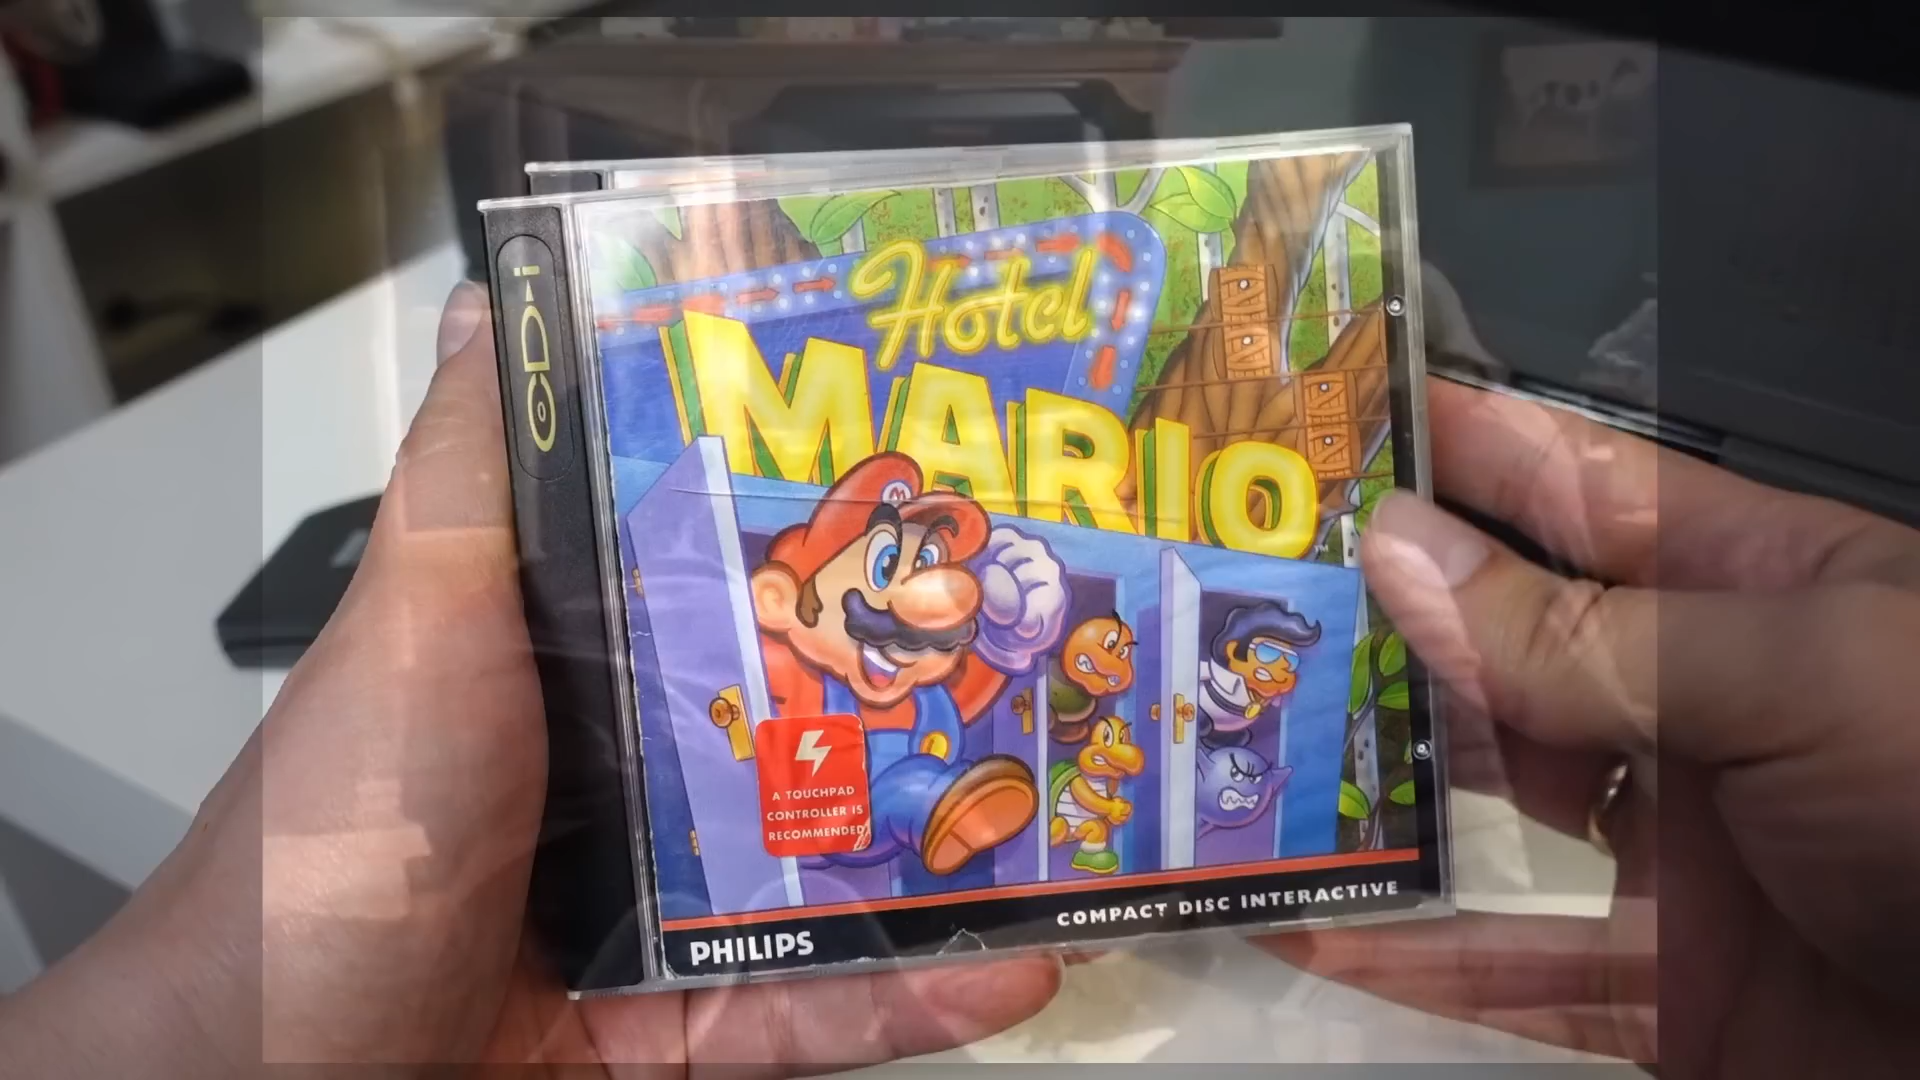 CD-i
Hotel
MARIO
TM
M
A TOUCHPAD
CONTROLLER IS
RECOMMENDED
COMPACT DISC INTERACTIVE
PHILIPS